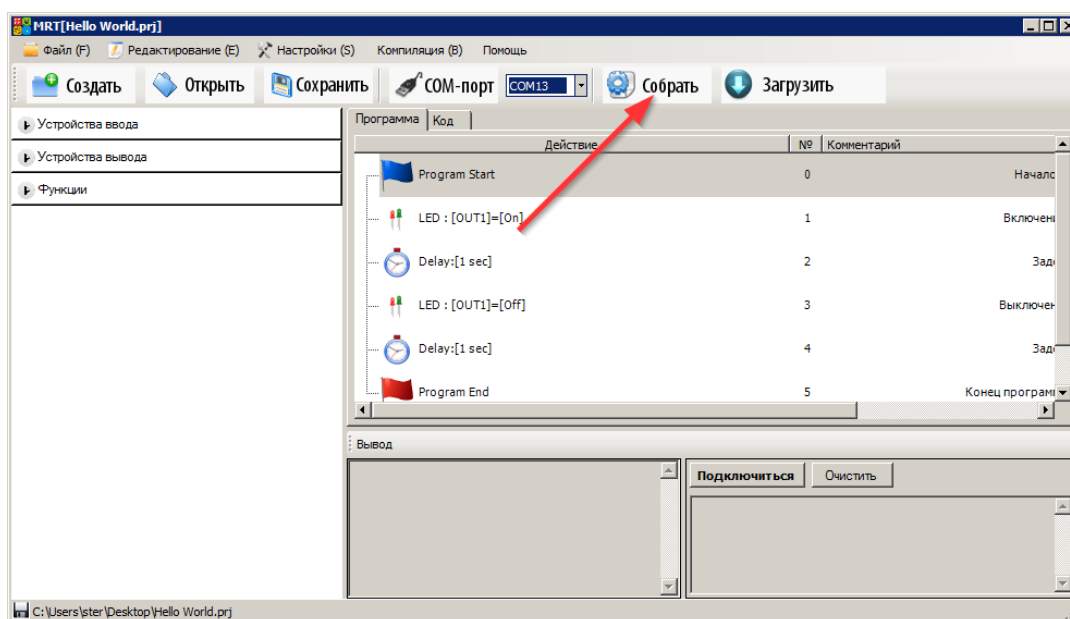 MRT[Hello World.prj]
Файл (F) Редактирование (E) Настройки (S) Компиляция (B) Помощь
Создать Открыть Сохранить COM-порт COM13 Собрать Загрузить
Устройства ввода
Устройства вывода
Функции
Программа Код
Действие № Комментарий
Program Start 0 Начало
LED : [OUT1]=[On] 1 Включени
Delay:[1 sec] 2 Заде
LED : [OUT1]=[Off] 3 Выключен
Delay:[1 sec] 4 Заде
Program End 5 Конец програм
Вывод
Подключиться Очистить
C:\Users\ster\Desktop\Hello World.prj